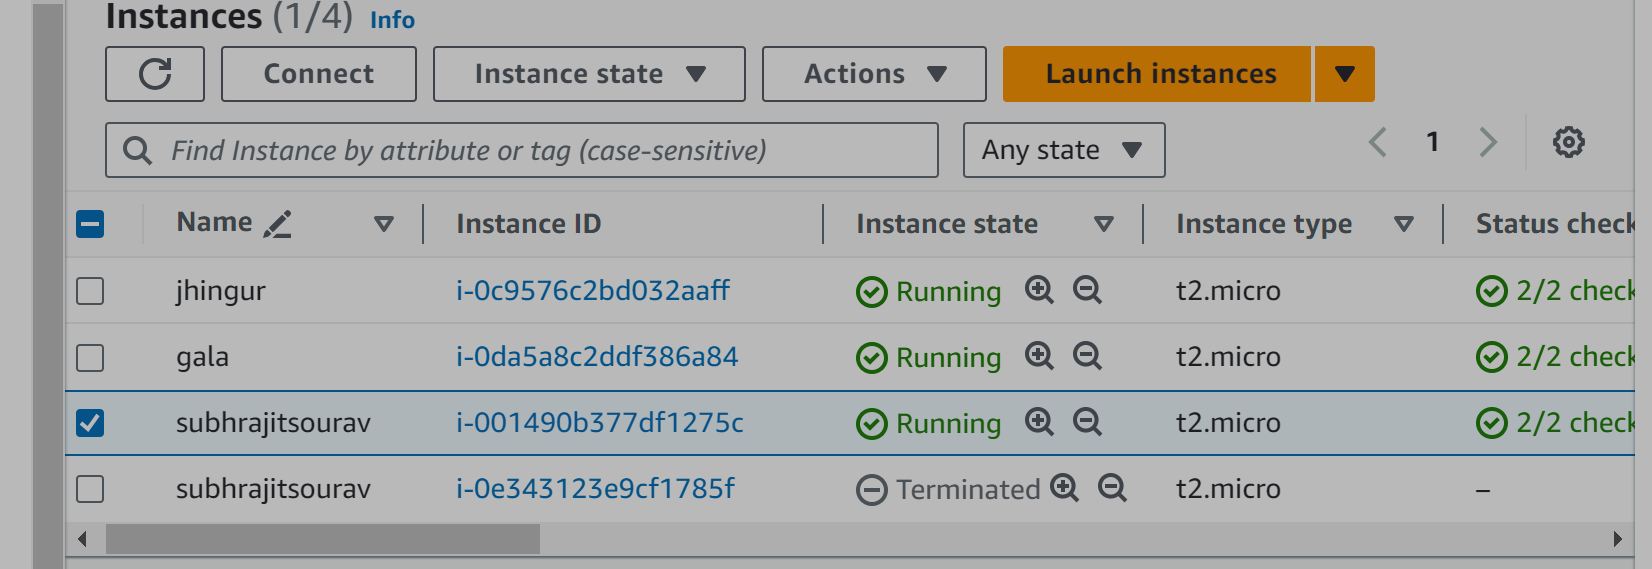 Instances (1/4) Info
Connect Instance state Actions Launch instances
Find Instance by attribute or tag (case-sensitive) Any state 1
Name Instance ID Instance state Instance type Status check
jhingur i-0c9576c2bd032aaff Running t2.micro 2/2 check
gala i-0da5a8c2ddf386a84 Running t2.micro 2/2 check
subhrajitsourav i-001490b377df1275c Running t2.micro 2/2 check
subhrajitsourav i-0e343123e9cf1785f Terminated t2.micro –